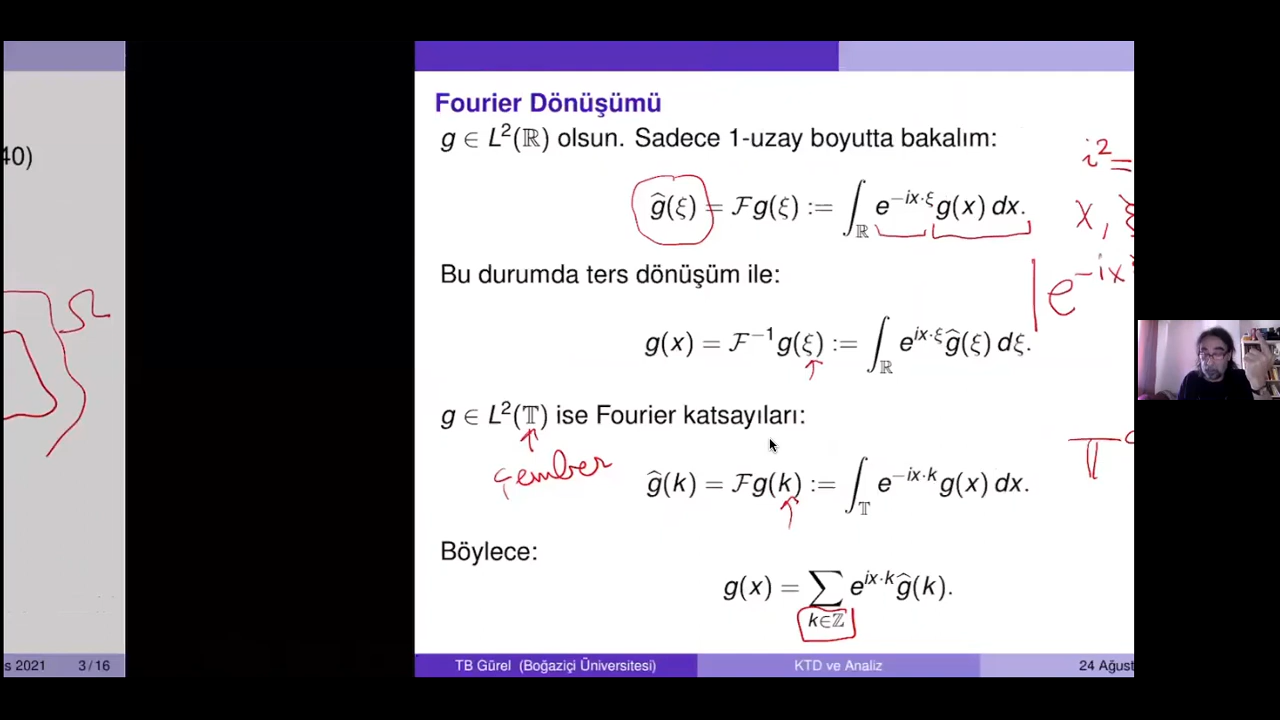 40)
Ω
s 2021 3 / 16
Fourier Dönüşümü
g ∈ L²(ℝ) olsun. Sadece 1-uzay boyutta bakalım:
ĝ(ξ) = ℱg(ξ) := ∫_ℝ e^{-ix·ξ} g(x) dx.
i² =
x, ξ
Bu durumda ters dönüşüm ile:
|e^{-ix
g(x) = ℱ⁻¹g(ξ) := ∫_ℝ e^{ix·ξ} ĝ(ξ) dξ.
g ∈ L²(𝕋) ise Fourier katsayıları:
çember
𝕋
ĝ(k) = ℱg(k) := ∫_𝕋 e^{-ix·k} g(x) dx.
Böylece:
g(x) = ∑_{k∈ℤ} e^{ix·k} ĝ(k).
TB Gürel (Boğaziçi Üniversitesi) KTD ve Analiz 24 Ağust